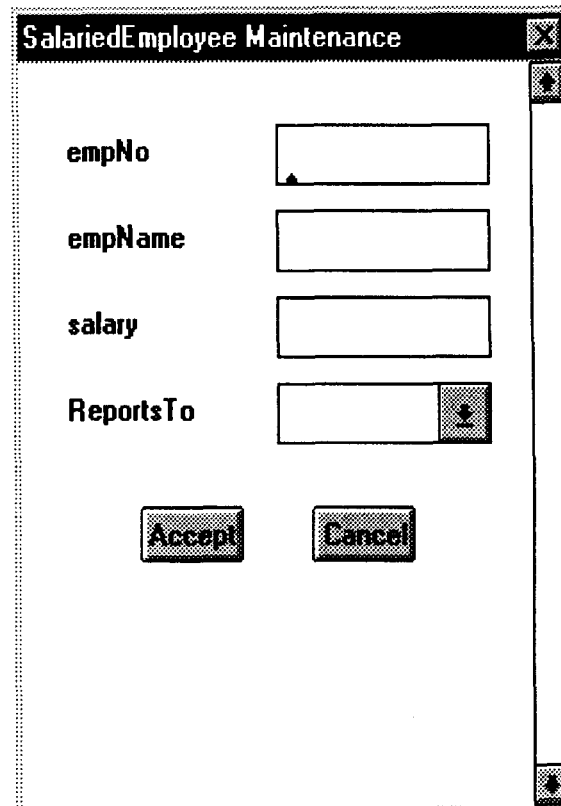 SalariedEmployee Maintenance
empNo
empName
salary
ReportsTo
Accept Cancel